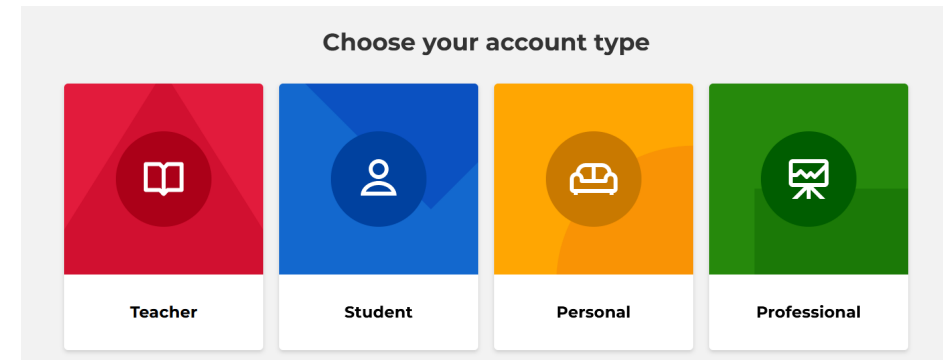 Choose your account type
Teacher
Student
Personal
Professional